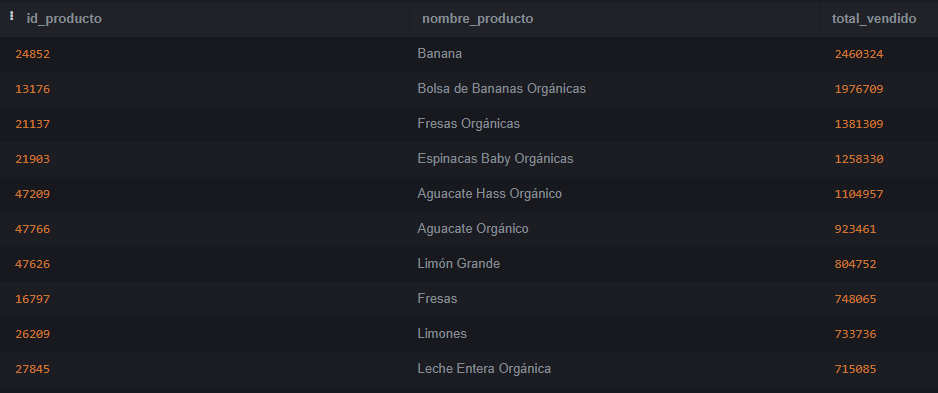 id_producto nombre_producto total_vendido
24852 Banana 2460324
13176 Bolsa de Bananas Orgánicas 1976709
21137 Fresas Orgánicas 1381309
21903 Espinacas Baby Orgánicas 1258330
47209 Aguacate Hass Orgánico 1104957
47766 Aguacate Orgánico 923461
47626 Limón Grande 804752
16797 Fresas 748065
26209 Limones 733736
27845 Leche Entera Orgánica 715085